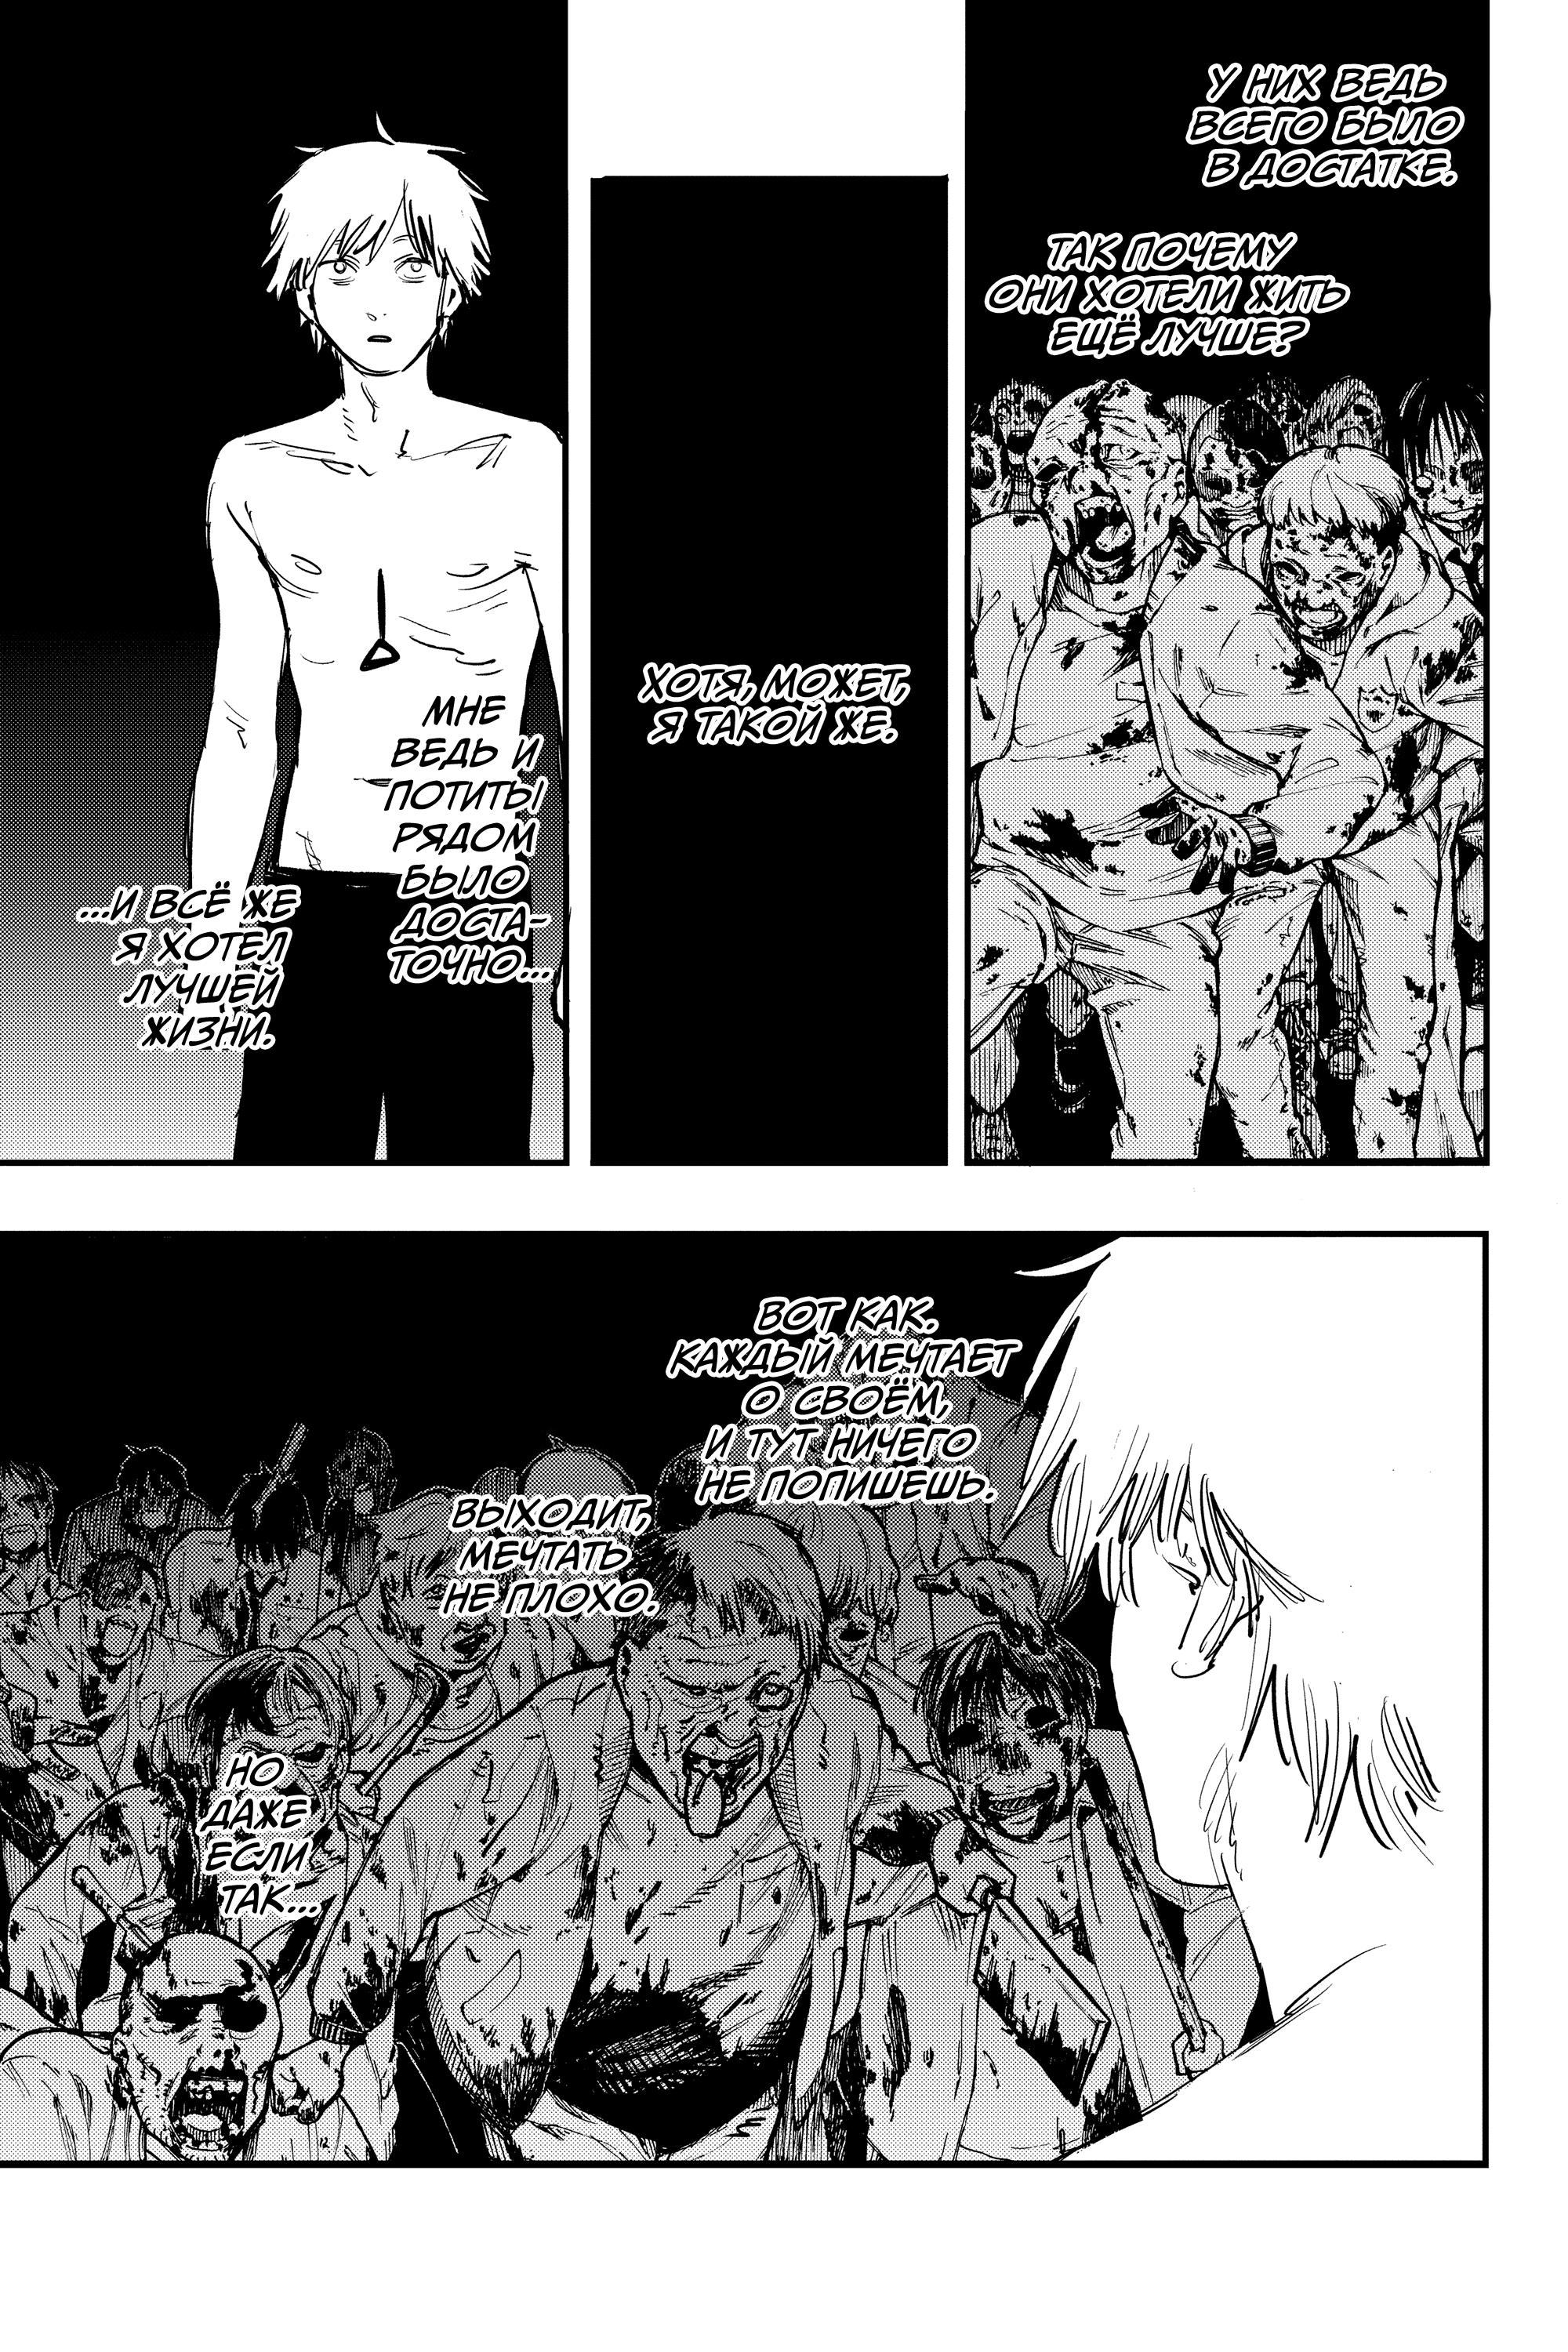 У НИХ ВЕДЬ
ВСЕГО БЫЛО
В ДОСТАТКЕ.
ТАК ПОЧЕМУ
ОНИ ХОТЕЛИ ЖИТЬ
ЕЩЁ ЛУЧШЕ?
ХОТЯ, МОЖЕТ,
Я ТАКОЙ ЖЕ.
МНЕ
ВЕДЬ И
ПОТИТЫ
РЯДОМ
БЫЛО
ДОСТА-
ТОЧНО...
...И ВСЁ ЖЕ
Я ХОТЕЛ
ЛУЧШЕЙ
ЖИЗНИ.
ВОТ КАК.
КАЖДЫЙ МЕЧТАЕТ
О СВОЁМ,
И ТУТ НИЧЕГО
НЕ ПОПИШЕШЬ.
ВЫХОДИТ,
МЕЧТАТЬ
НЕ ПЛОХО.
НО
ДАЖЕ
ЕСЛИ
ТАК...